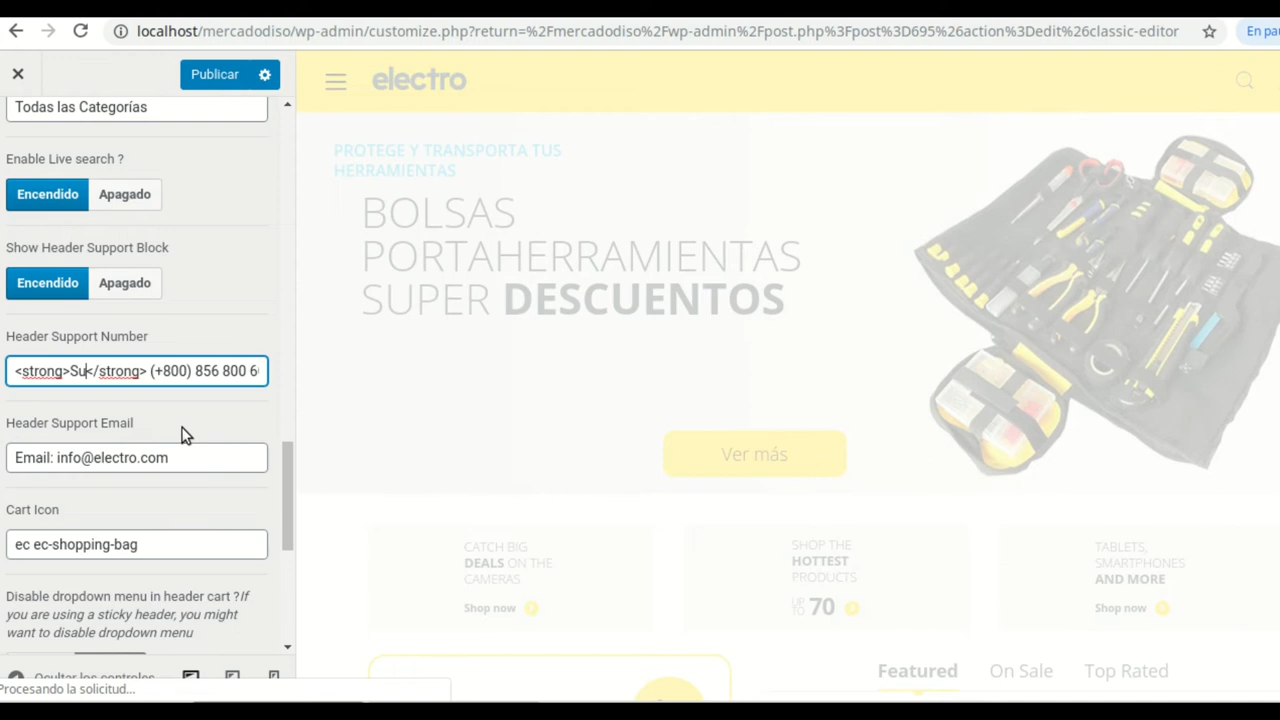 localhost/mercadodiso/wp-admin/customize.php?return=%2Fmercadodiso%2Fwp-admin%2Fpost.php%3Fpost%3D695%26action%3Dedit%26classic-editor
En pa
Publicar
Todas las Categorías
Enable Live search ?
Encendido Apagado
Show Header Support Block
Encendido Apagado
Header Support Number
<strong>Su</strong> (+800) 856 800 6
Header Support Email
Email: info@electro.com
Cart Icon
ec ec-shopping-bag
Disable dropdown menu in header cart ?If
you are using a sticky header, you might
want to disable dropdown menu
Ocultar los controles
Procesando la solicitud...
electro
PROTEGE Y TRANSPORTA TUS
HERRAMIENTAS
BOLSAS
PORTAHERRAMIENTAS
SUPER DESCUENTOS
Ver más
CATCH BIG
DEALS ON THE
CAMERAS
Shop now
SHOP THE
HOTTEST
PRODUCTS
UP TO 70
TABLETS,
SMARTPHONES
AND MORE
Shop now
Featured On Sale Top Rated